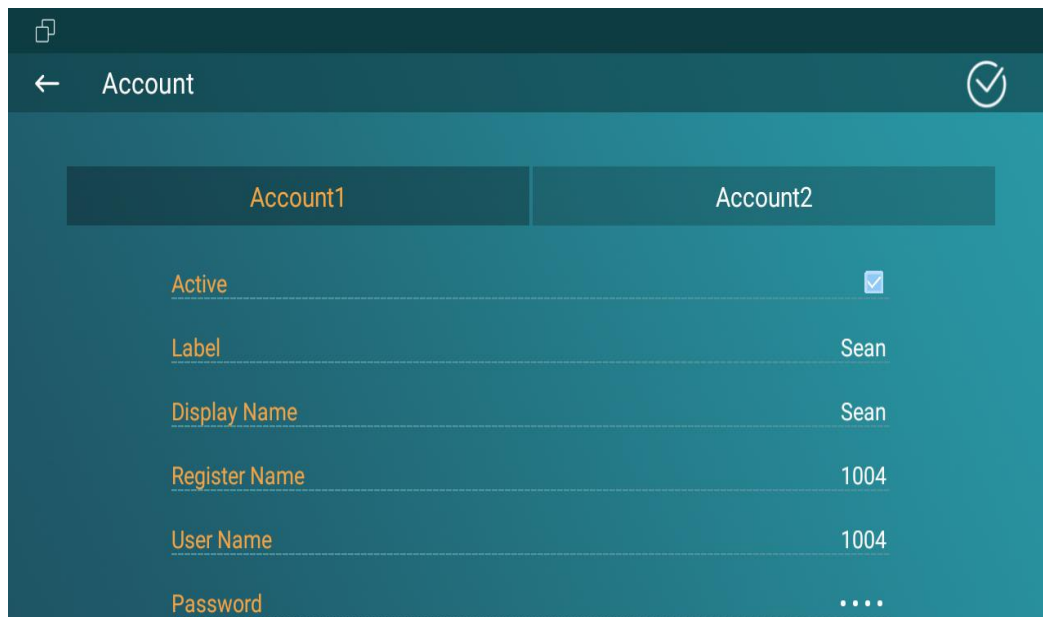 Account
Account1 Account2
Active
Label Sean
Display Name Sean
Register Name 1004
User Name 1004
Password ••••